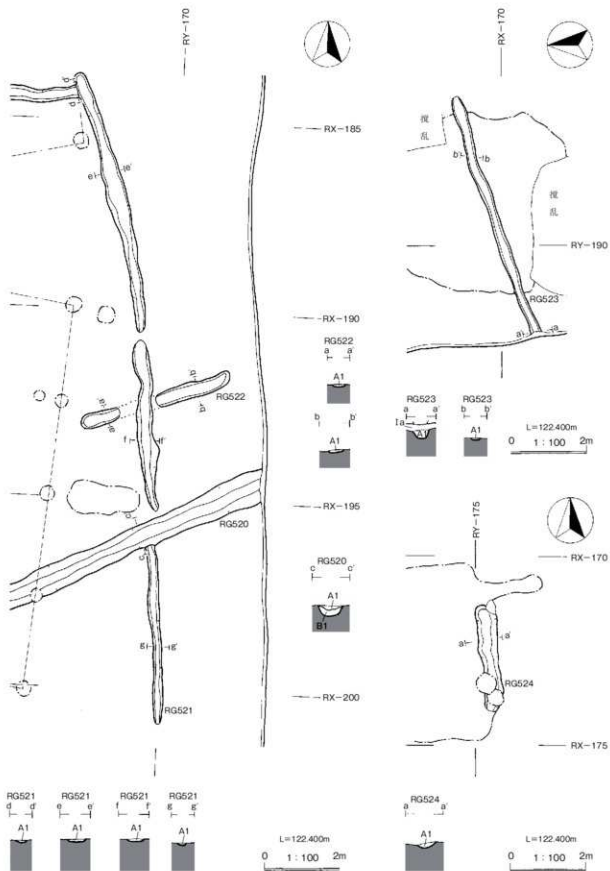 RY-170
RX-170
d
d'
RX-185
攪乱
b'
b
e
e'
攪乱
RY-190
RX-190
RG523
a
a'
RG522
a a'
A1
b
b'
RG522
a
a'
b b'
A1
f
f'
RG523
a a'
Ia
A1
RG523
b b'
A1
L=122.400m
0 1:100 2m
RX-195
RG520
c
c'
RY-175
RX-170
RG520
c c'
A1
B1
g
g'
a
a'
RG524
RX-200
RG521
RX-175
RG521
d d'
A1
RG521
e e'
A1
RG521
f f'
A1
RG521
g g'
A1
L=122.400m
0 1:100 2m
RG524
a a'
A1
L=122.400m
0 1:100 2m